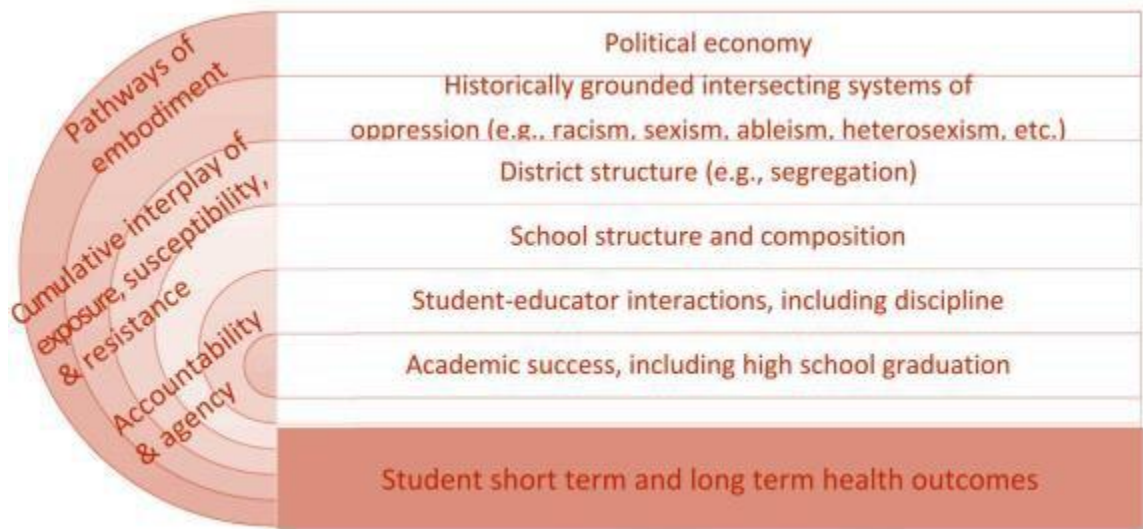 Pathways of
embodiment
Cumulative interplay of
exposure, susceptibility,
& resistance
Accountability
& agency
Political economy
Historically grounded intersecting systems of
oppression (e.g., racism, sexism, ableism, heterosexism, etc.)
District structure (e.g., segregation)
School structure and composition
Student-educator interactions, including discipline
Academic success, including high school graduation
Student short term and long term health outcomes